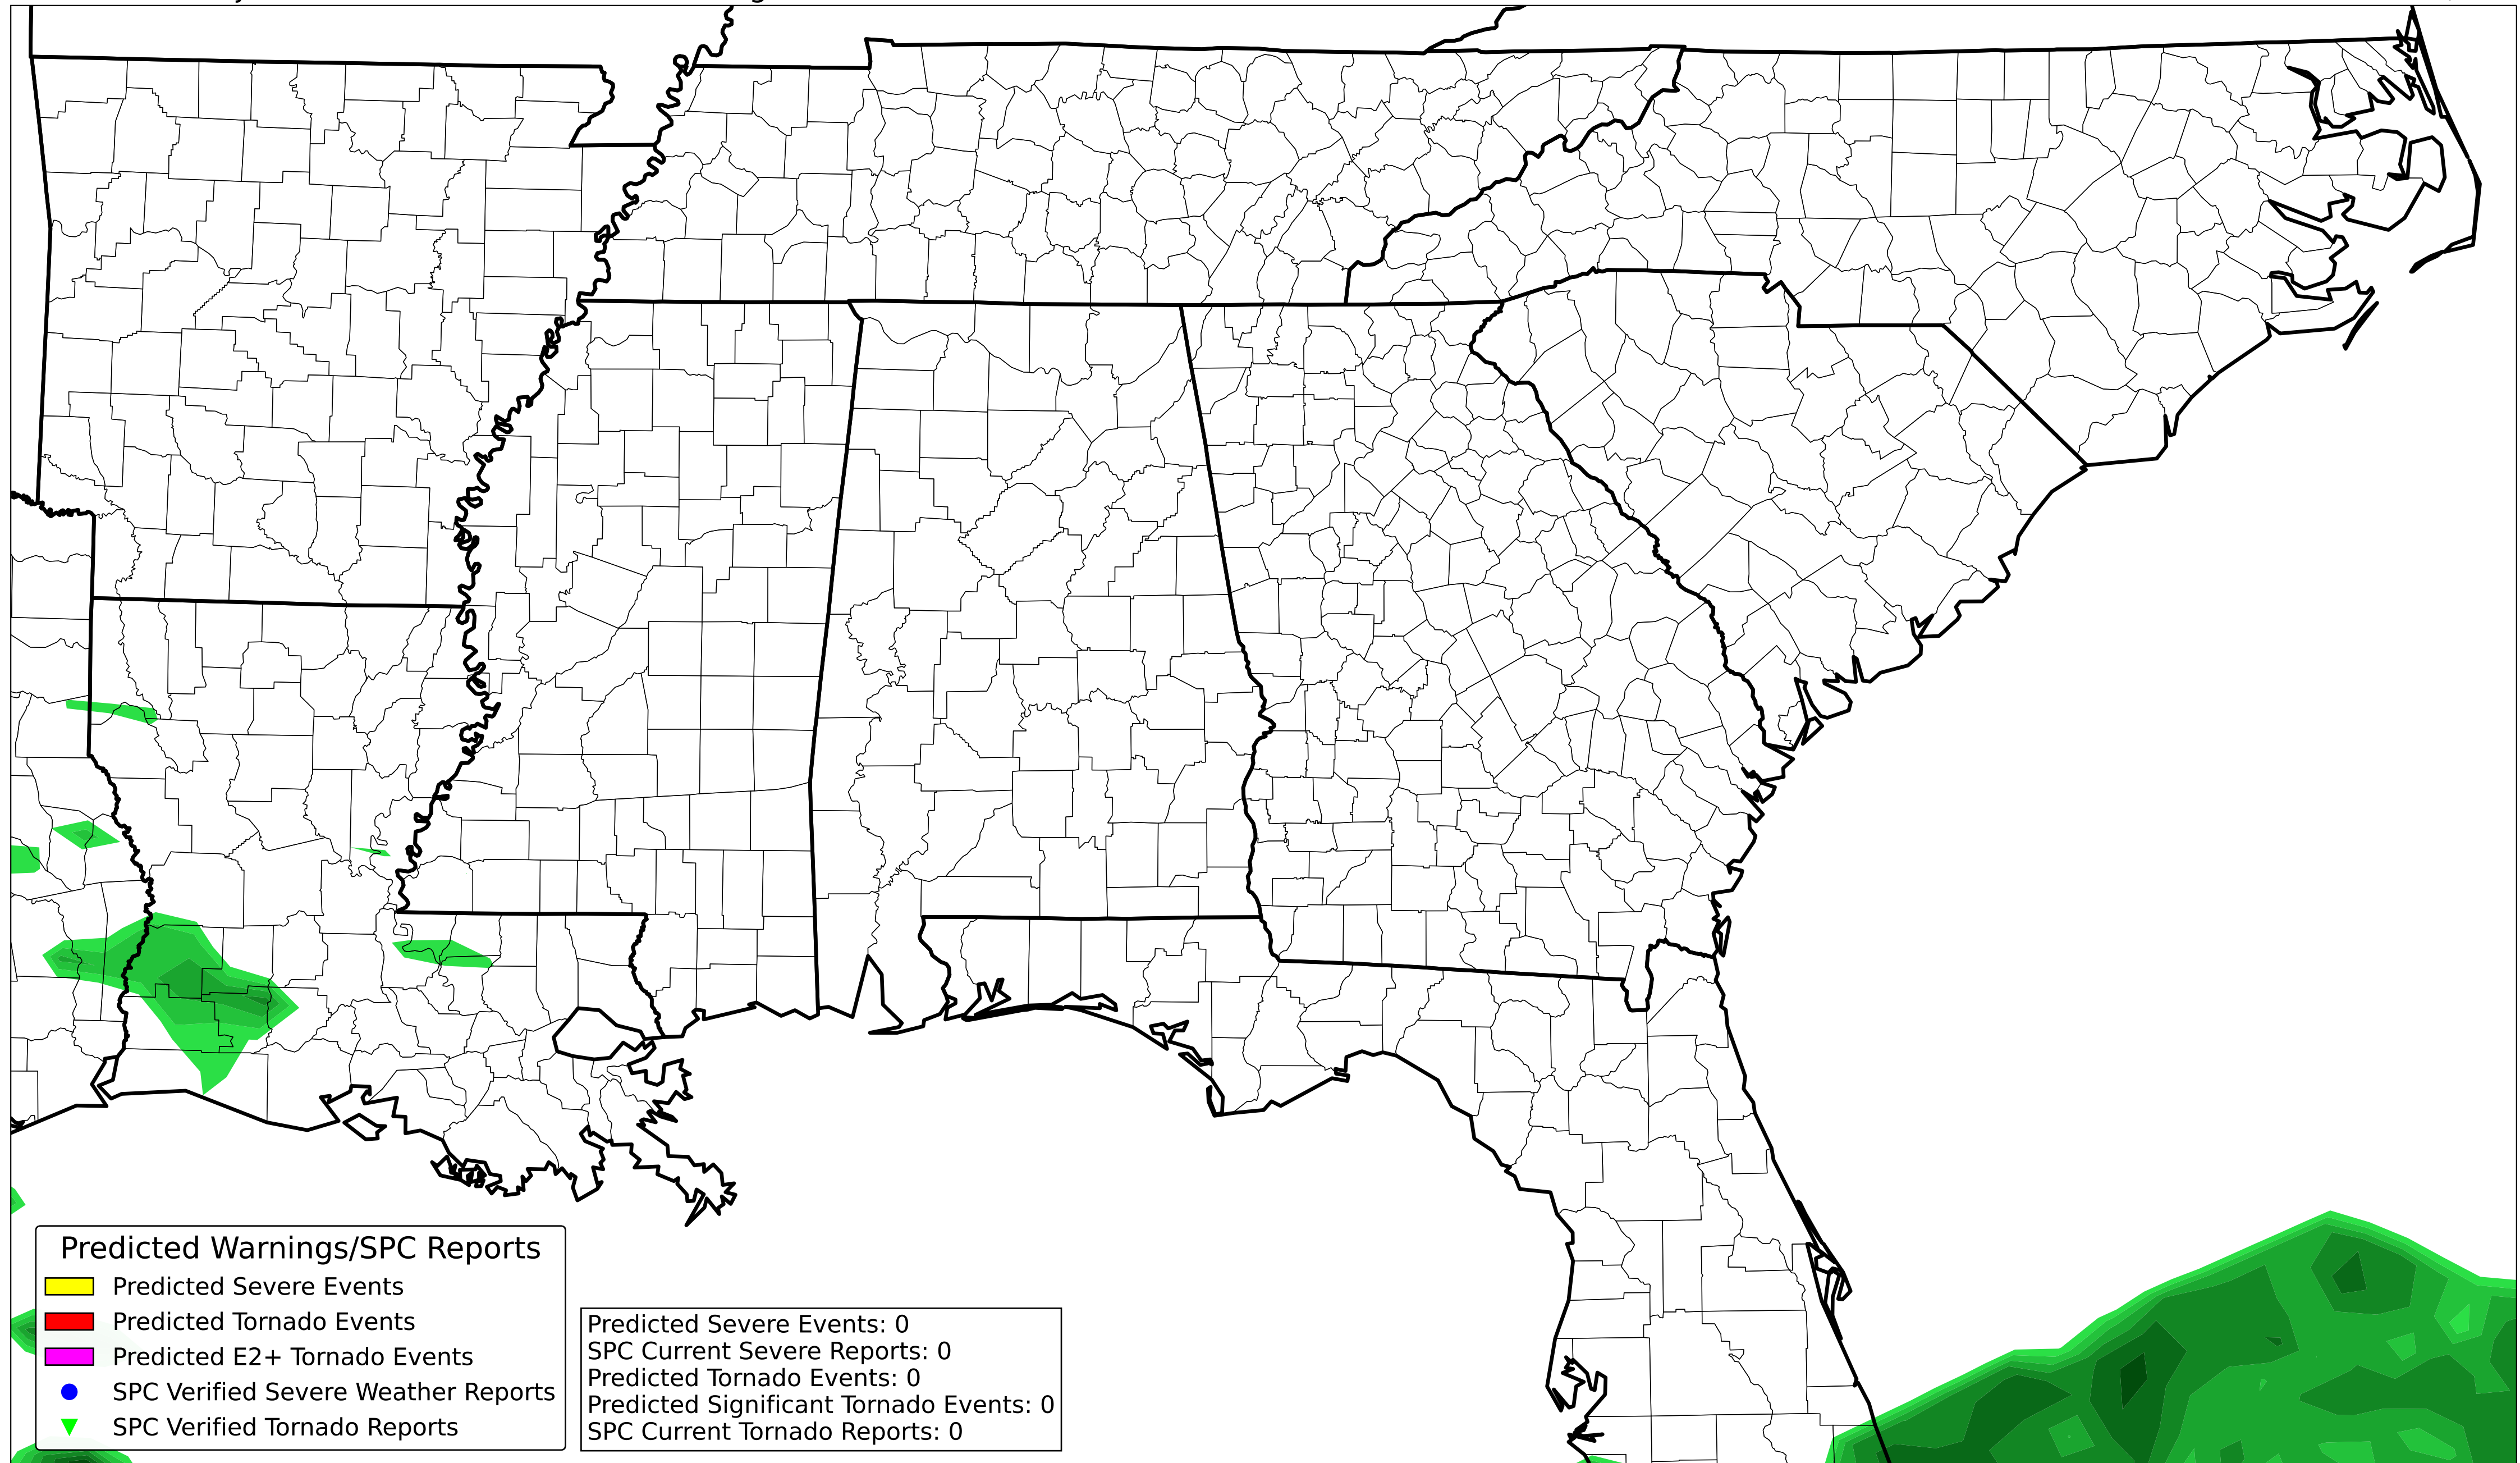 Predicted Warnings/SPC Reports
Predicted Severe Events
Predicted Tornado Events
Predicted E2+ Tornado Events
SPC Verified Severe Weather Reports
SPC Verified Tornado Reports
Predicted Severe Events: 0
SPC Current Severe Reports: 0
Predicted Tornado Events: 0
Predicted Significant Tornado Events: 0
SPC Current Tornado Reports: 0